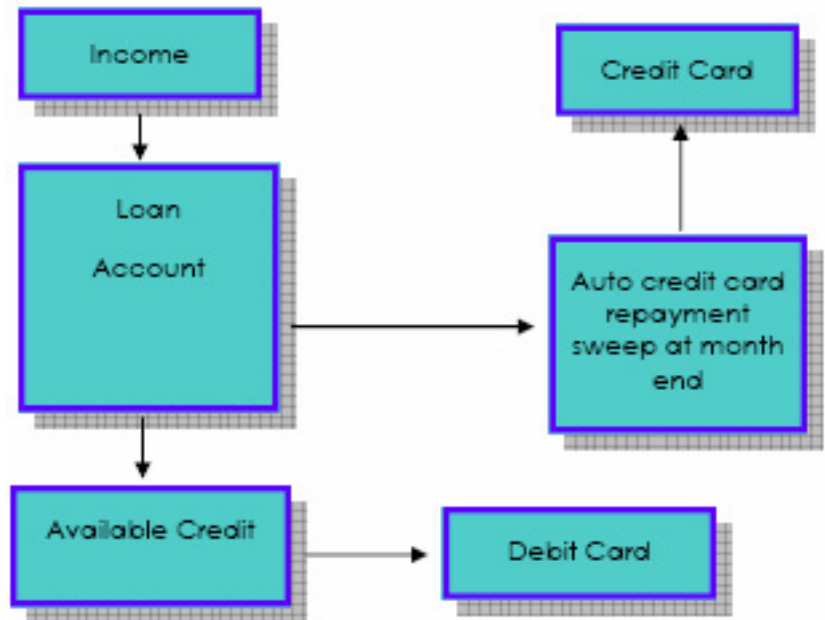 Income
Credit Card
Loan
Account
Auto credit card
repayment
sweep at month
end
Available Credit
Debit Card